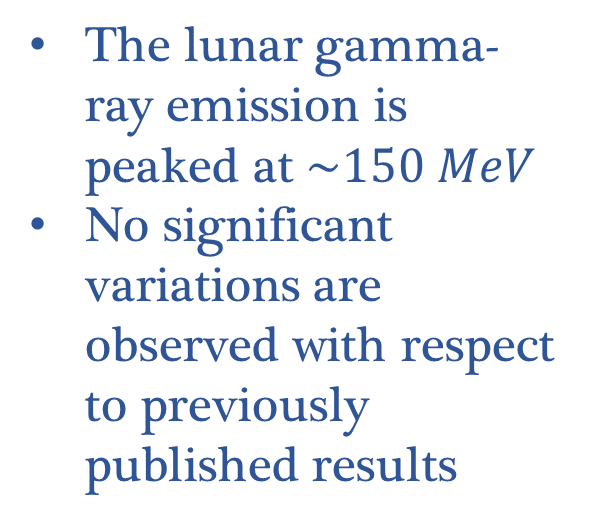 • The lunar gamma-
ray emission is
peaked at ~150 MeV
• No significant
variations are
observed with respect
to previously
published results